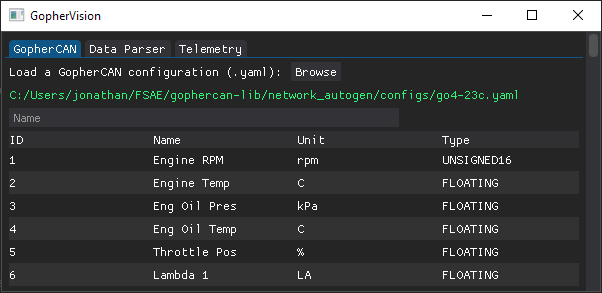 GopherVision
GopherCAN Data Parser Telemetry
Load a GopherCAN configuration (.yaml): Browse
C:/Users/jonathan/FSAE/gophercan-lib/network_autogen/configs/go4-23c.yaml
Name
ID Name Unit Type
1 Engine RPM rpm UNSIGNED16
2 Engine Temp C FLOATING
3 Eng Oil Pres kPa FLOATING
4 Eng Oil Temp C FLOATING
5 Throttle Pos % FLOATING
6 Lambda 1 LA FLOATING